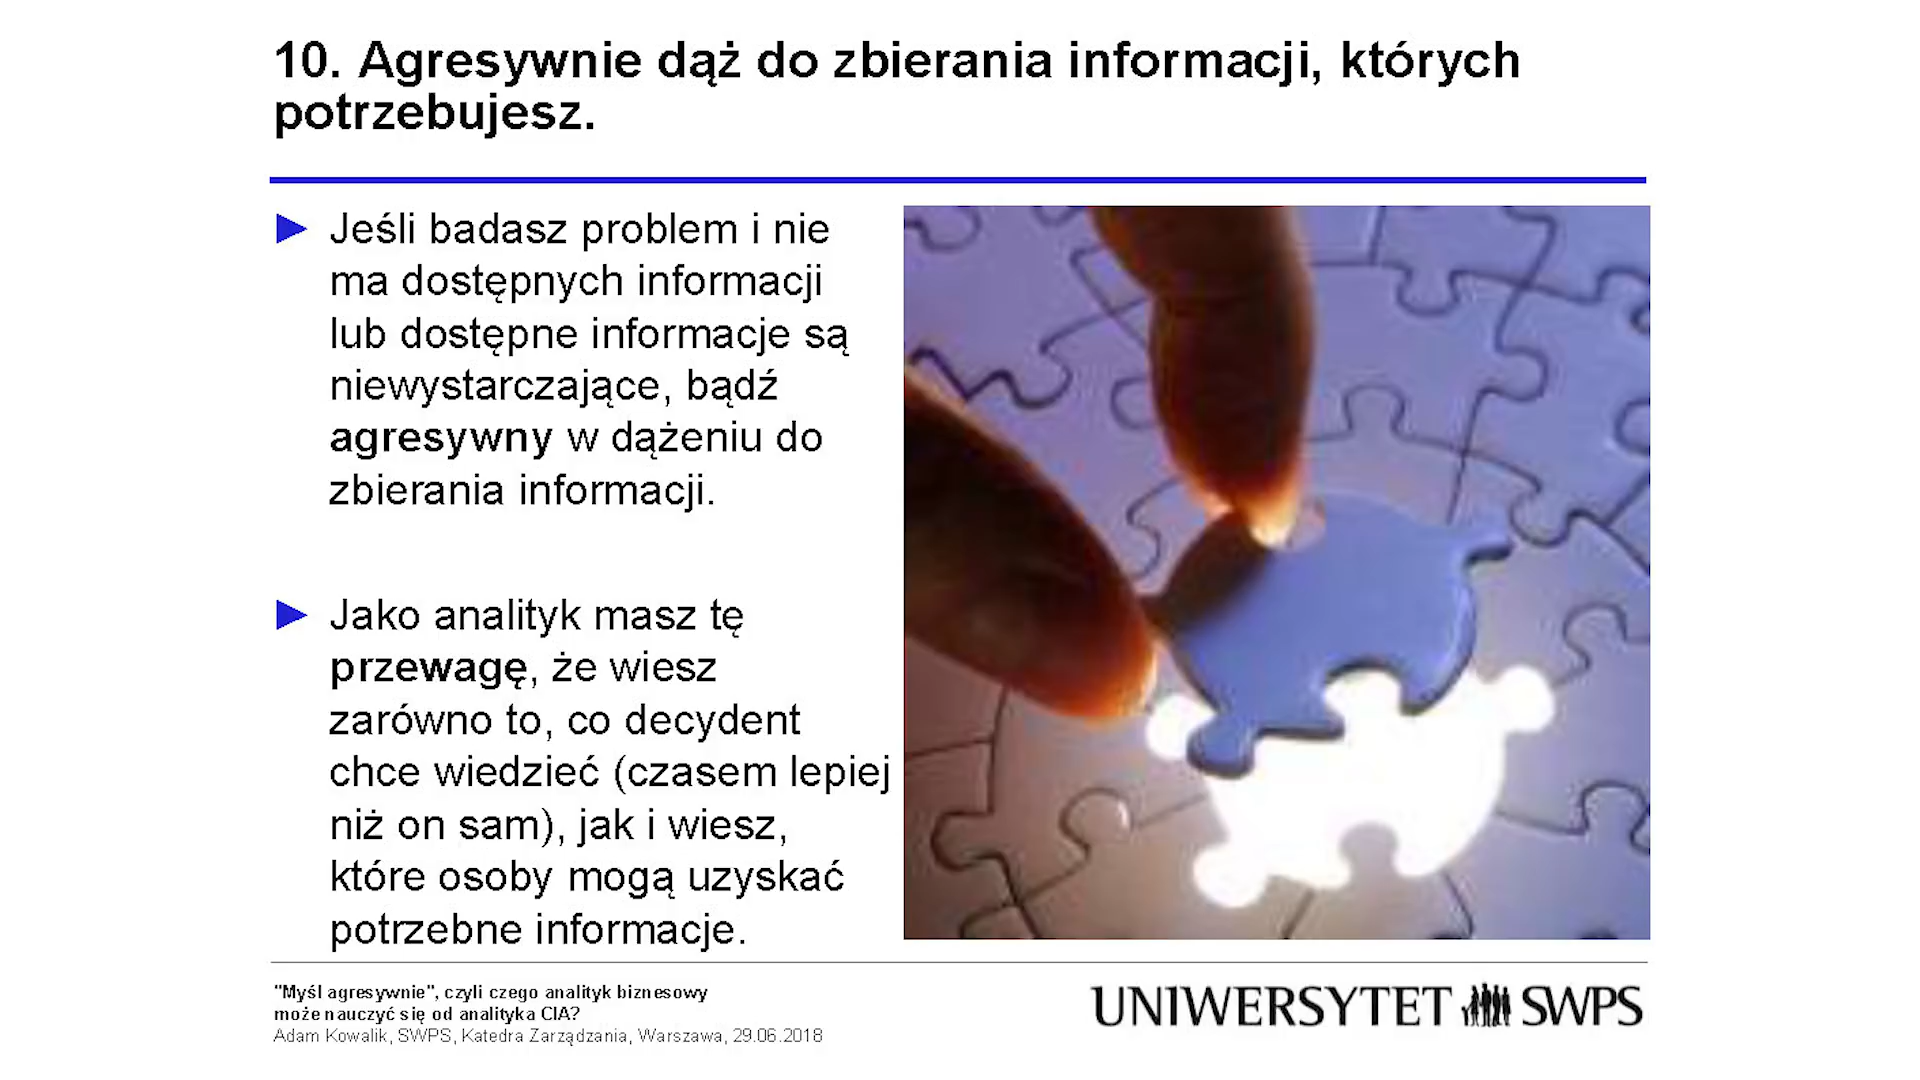 10. Agresywnie dąż do zbierania informacji, których
potrzebujesz.
► Jeśli badasz problem i nie
ma dostępnych informacji
lub dostępne informacje są
niewystarczające, bądź
agresywny w dążeniu do
zbierania informacji.
► Jako analityk masz tę
przewagę, że wiesz
zarówno to, co decydent
chce wiedzieć (czasem lepiej
niż on sam), jak i wiesz,
które osoby mogą uzyskać
potrzebne informacje.
"Myśl agresywnie", czyli czego analityk biznesowy
może nauczyć się od analityka CIA?
Adam Kowalik, SWPS, Katedra Zarządzania, Warszawa, 29.06.2018
UNIWERSYTET SWPS